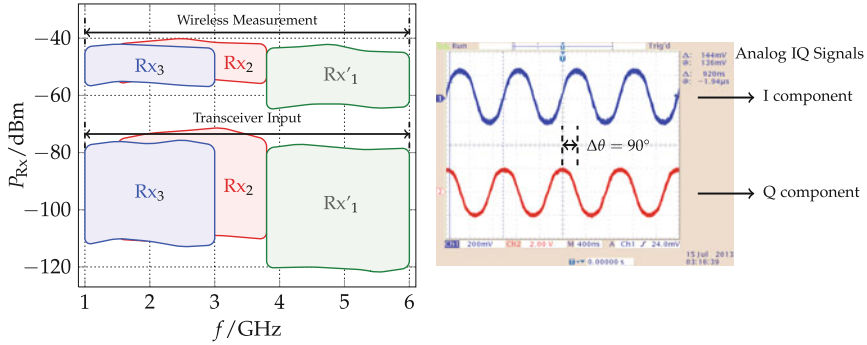 Wireless Measurement
−40
−60
−80
−100
−120
P_Rx/dBm
Rx3
Rx2
Rx′1
Transceiver Input
Rx3
Rx2
Rx′1
1 2 3 4 5 6
f/GHz
Run Trig'd
Δ: 144mV
@: 136mV
Δ: 920ns
@: −1.94µs
1
2
Δθ = 90°
Ch1 200mV Ch2 2.00 V M 400ns A Ch1 24.0mV
0.00000 s
15 Jul 2013
03:16:39
Analog IQ Signals
I component
Q component